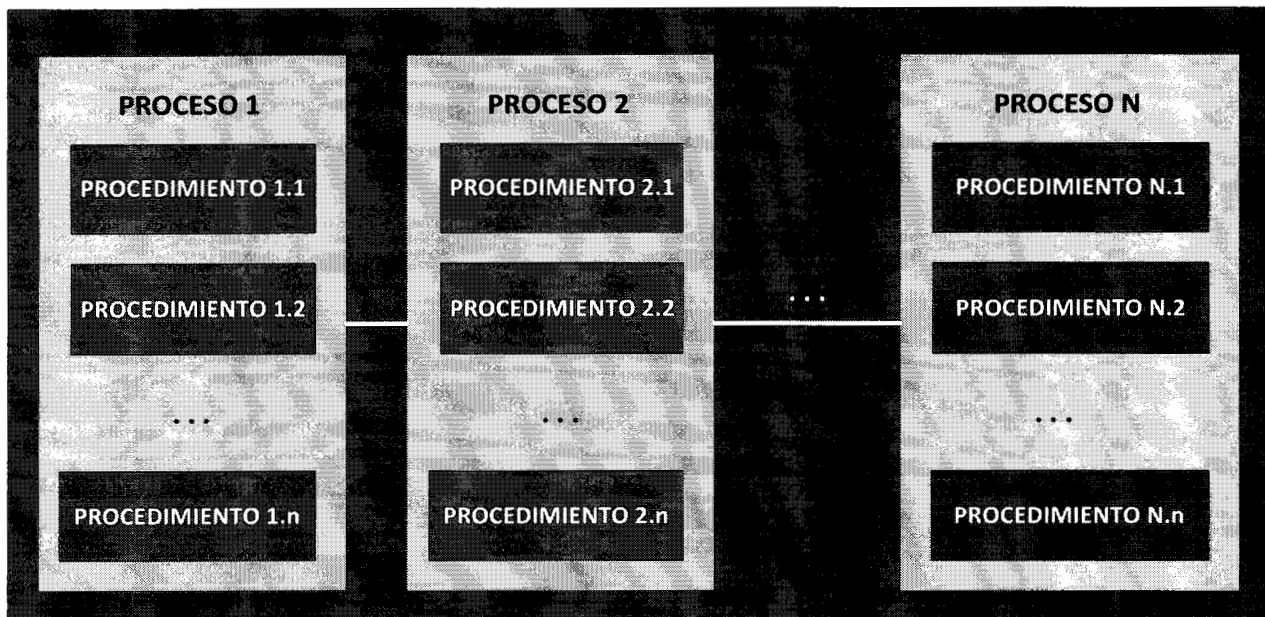 PROCESO 1
PROCEDIMIENTO 1.1
PROCEDIMIENTO 1.2
...
PROCEDIMIENTO 1.n
PROCESO 2
PROCEDIMIENTO 2.1
PROCEDIMIENTO 2.2
...
PROCEDIMIENTO 2.n
...
PROCESO N
PROCEDIMIENTO N.1
PROCEDIMIENTO N.2
...
PROCEDIMIENTO N.n